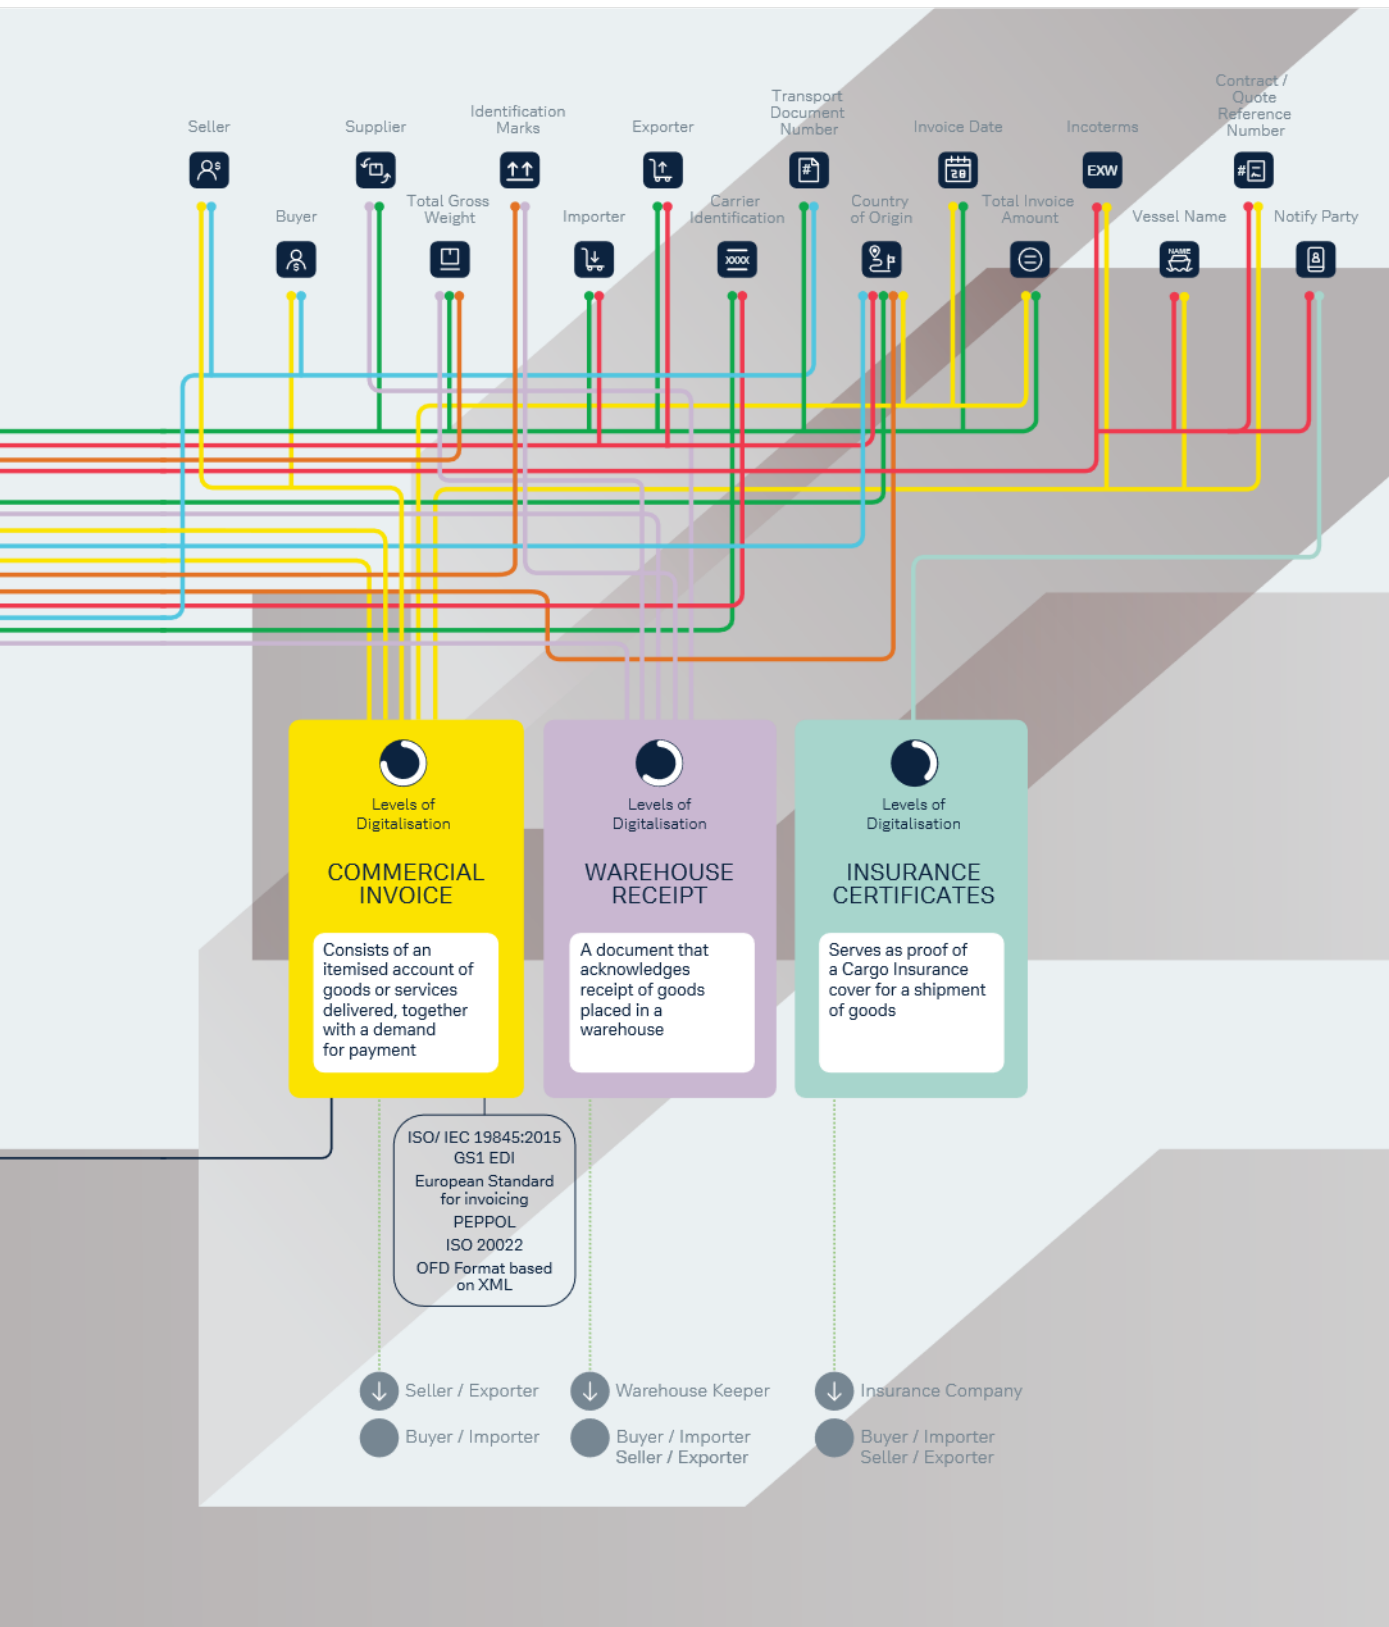 Seller
Supplier
Identification
Marks
Exporter
Transport
Document
Number
Invoice Date
Incoterms
Contract /
Quote
Reference
Number
#
28
EXW
#
Buyer
Total Gross
Weight
Importer
Carrier
Identification
Country
of Origin
Total Invoice
Amount
Vessel Name
Notify Party
XXXX
NAME
Levels of
Digitalisation
COMMERCIAL
INVOICE
Consists of an
itemised account of
goods or services
delivered, together
with a demand
for payment
Levels of
Digitalisation
WAREHOUSE
RECEIPT
A document that
acknowledges
receipt of goods
placed in a
warehouse
Levels of
Digitalisation
INSURANCE
CERTIFICATES
Serves as proof of
a Cargo Insurance
cover for a shipment
of goods
ISO/ IEC 19845:2015
GS1 EDI
European Standard
for invoicing
PEPPOL
ISO 20022
OFD Format based
on XML
Seller / Exporter
Buyer / Importer
Warehouse Keeper
Buyer / Importer
Seller / Exporter
Insurance Company
Buyer / Importer
Seller / Exporter